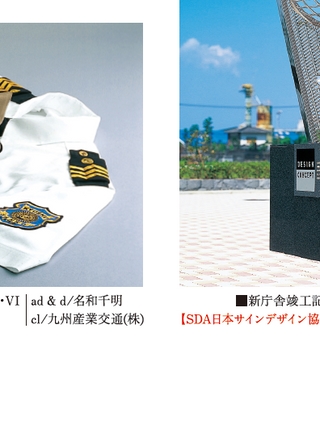 DESIGN
CONCEPT
・VI
ad & d/名和千明
cl/九州産業交通(株)
■新庁舎竣工記
【SDA日本サインデザイン協